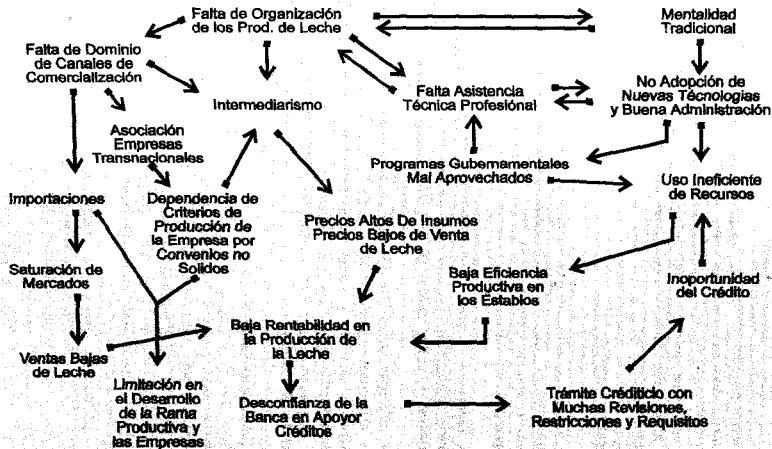 Falta de Organización
de los Prod. de Leche
Mentalidad
Tradicional
Falta de Dominio
de Canales de
Comercialización
Intermediarismo
Falta Asistencia
Técnica Profesiónal
No Adopción de
Nuevas Técnologias
y Buena Administración
Asociación
Empresas
Transnacionales
Programas Gubernamentales
Mal Aprovechados
Uso Ineficiente
de Recursos
Importaciones
Dependencia de
Criterios de
Producción de
la Empresa por
Convenios no
Solidos
Precios Altos De Insumos
Precios Bajos de Venta
de Leche
Saturación de
Mercados
Baja Eficiencia
Productiva en
los Establos
Inoportunidad
del Crédito
Ventas Bajas
de Leche
Baja Rentabilidad en
la Producción de
la Leche
Limitación en
el Desarrollo
de la Rama
Productiva y
las Empresas
Desconfianza de la
Banca en Apoyor
Créditos
Trámite Créditicio con
Muchas Revisiones,
Restricciones y Requisitos